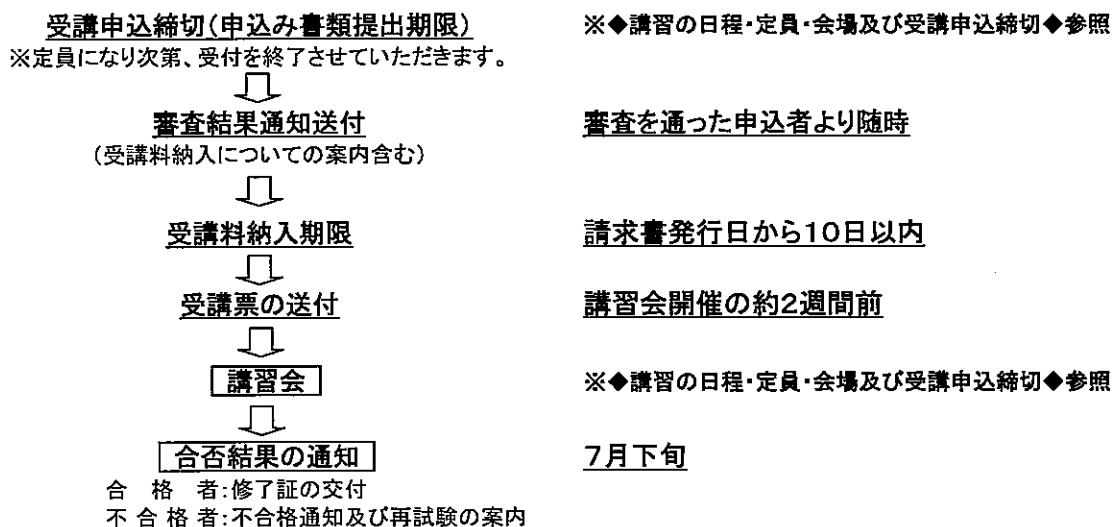 受講申込締切(申込み書類提出期限)
※◆講習の日程・定員・会場及び受講申込締切◆参照
※定員になり次第、受付を終了させていただきます。
審査結果通知送付
審査を通った申込者より随時
(受講料納入についての案内含む)
受講料納入期限
請求書発行日から10日以内
受講票の送付
講習会開催の約2週間前
講習会
※◆講習の日程・定員・会場及び受講申込締切◆参照
合否結果の通知
7月下旬
合 格 者:修了証の交付
不 合 格 者:不合格通知及び再試験の案内